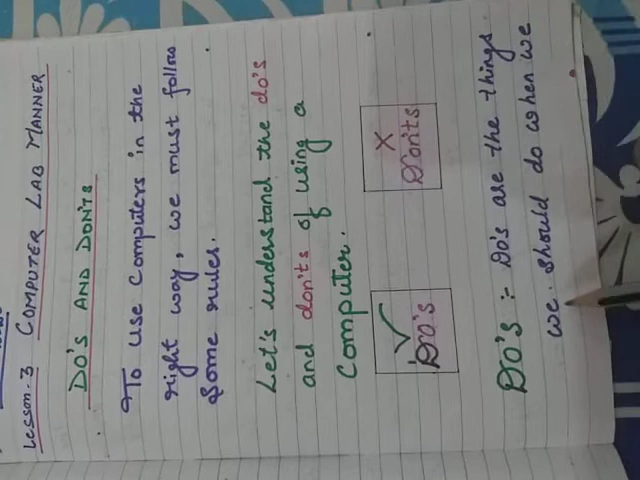 Lesson.3 COMPUTER LAB MANNER
DO'S AND DON'TS
To use computers in the
right way, we must follow
some rules.
Let's understand the do's
and don'ts of using a
Computer.
✓ DO'S
× Don'ts
DO'S :- Do's are the things
we should do when we